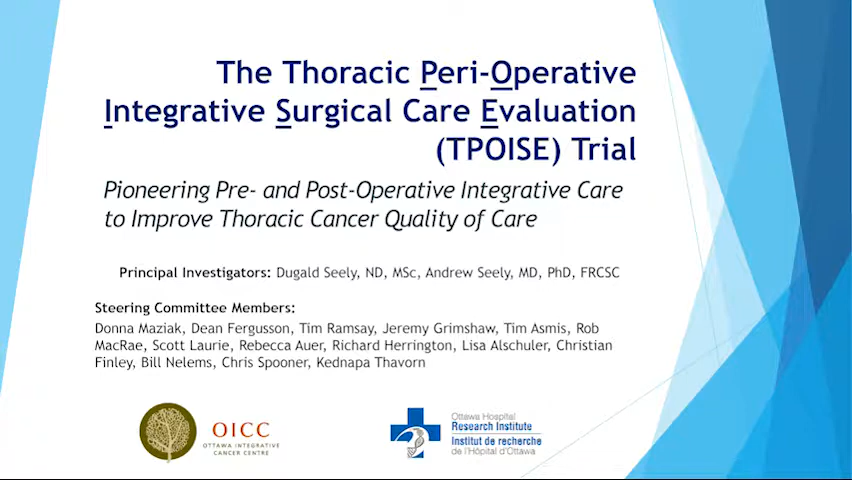 The Thoracic Peri-Operative
Integrative Surgical Care Evaluation
(TPOISE) Trial
Pioneering Pre- and Post-Operative Integrative Care
to Improve Thoracic Cancer Quality of Care
Principal Investigators: Dugald Seely, ND, MSc, Andrew Seely, MD, PhD, FRCSC
Steering Committee Members:
Donna Maziak, Dean Fergusson, Tim Ramsay, Jeremy Grimshaw, Tim Asmis, Rob
MacRae, Scott Laurie, Rebecca Auer, Richard Herrington, Lisa Alschuler, Christian
Finley, Bill Nelems, Chris Spooner, Kednapa Thavorn
OICC
OTTAWA INTEGRATIVE
CANCER CENTRE
Ottawa Hospital
Research Institute
Institut de recherche
de l'Hôpital d'Ottawa